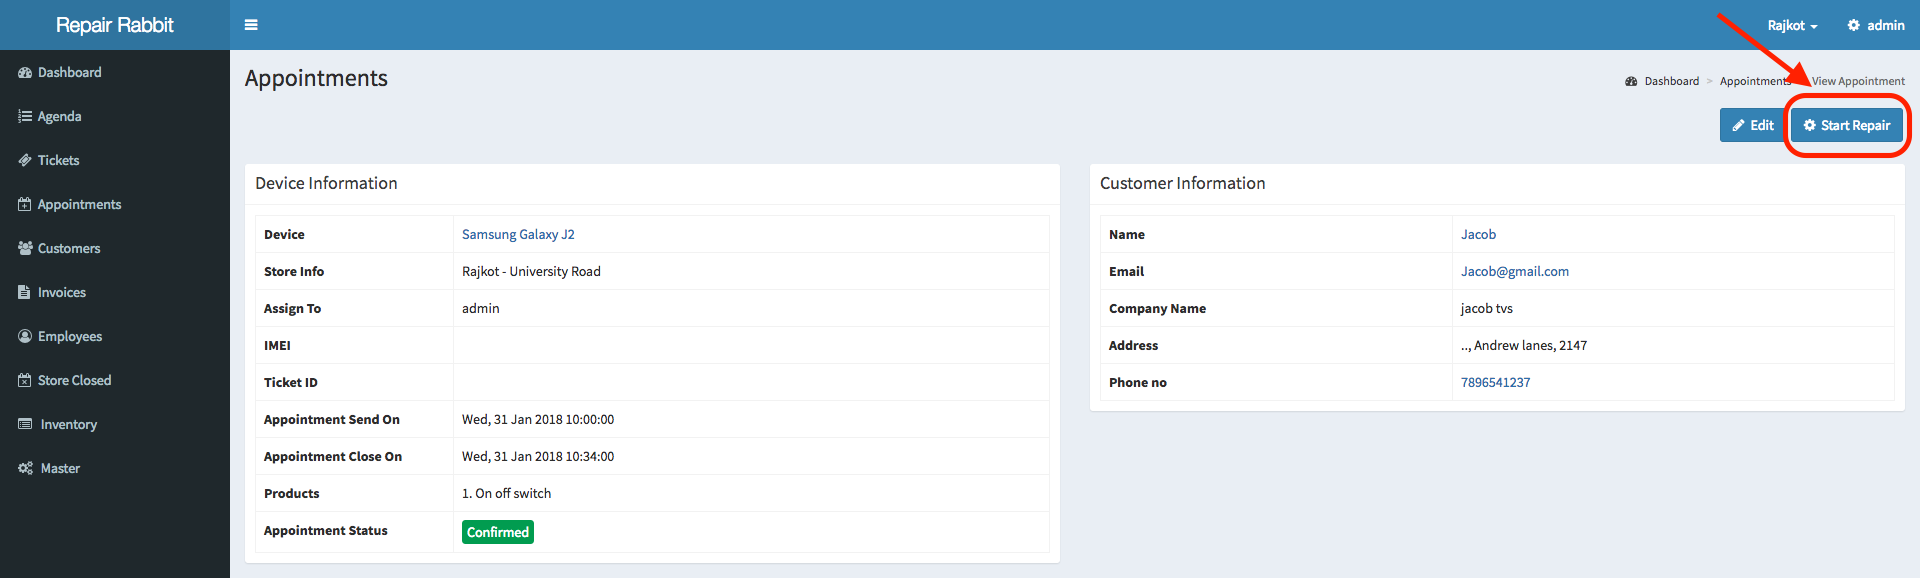 Repair Rabbit
Rajkot
admin
Dashboard
Agenda
Tickets
Appointments
Customers
Invoices
Employees
Store Closed
Inventory
Master
Appointments
Dashboard > Appointments View Appointment
Edit
Start Repair
Device Information
Device Samsung Galaxy J2
Store Info Rajkot - University Road
Assign To admin
IMEI
Ticket ID
Appointment Send On Wed, 31 Jan 2018 10:00:00
Appointment Close On Wed, 31 Jan 2018 10:34:00
Products 1. On off switch
Appointment Status Confirmed
Customer Information
Name Jacob
Email Jacob@gmail.com
Company Name jacob tvs
Address .., Andrew lanes, 2147
Phone no 7896541237